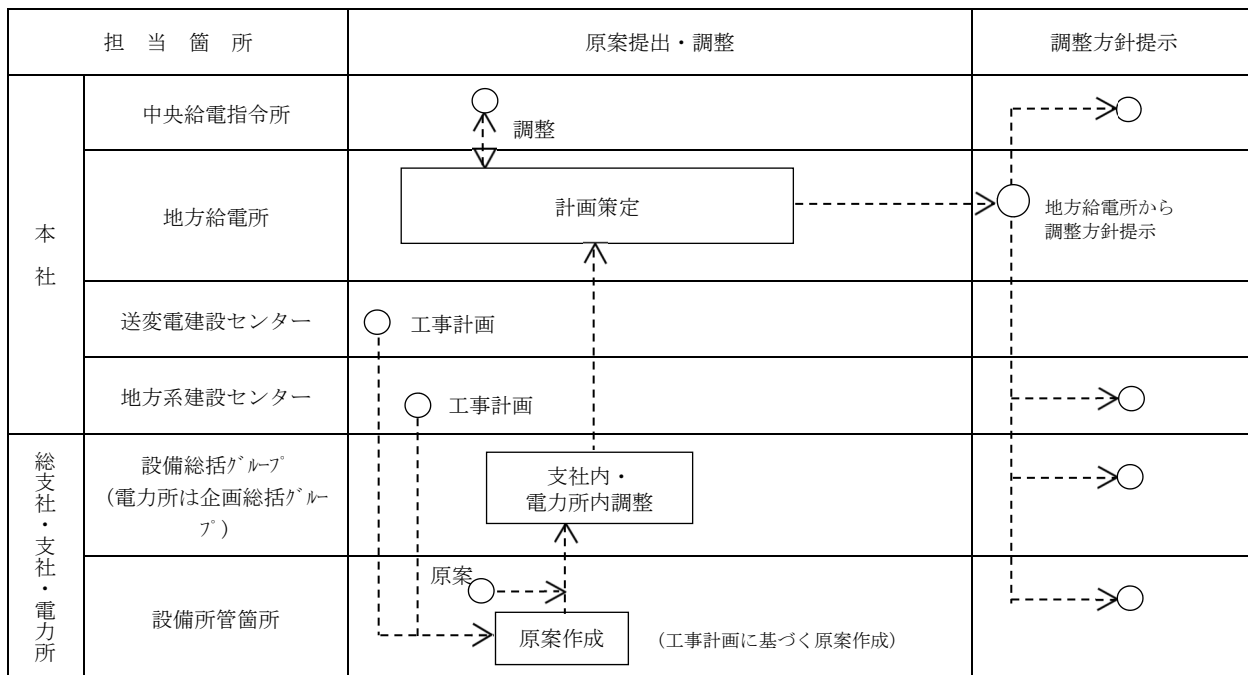 担当箇所
原案提出・調整
調整方針提示
本社
中央給電指令所
調整
地方給電所
計画策定
地方給電所から
調整方針提示
送変電建設センター
工事計画
地方系建設センター
工事計画
総支社・支社・電力所
設備総括ｸﾞﾙｰﾌﾟ
(電力所は企画総括ｸﾞﾙｰ
ﾌﾟ)
支社内・
電力所内調整
設備所管箇所
原案
原案作成
(工事計画に基づく原案作成)